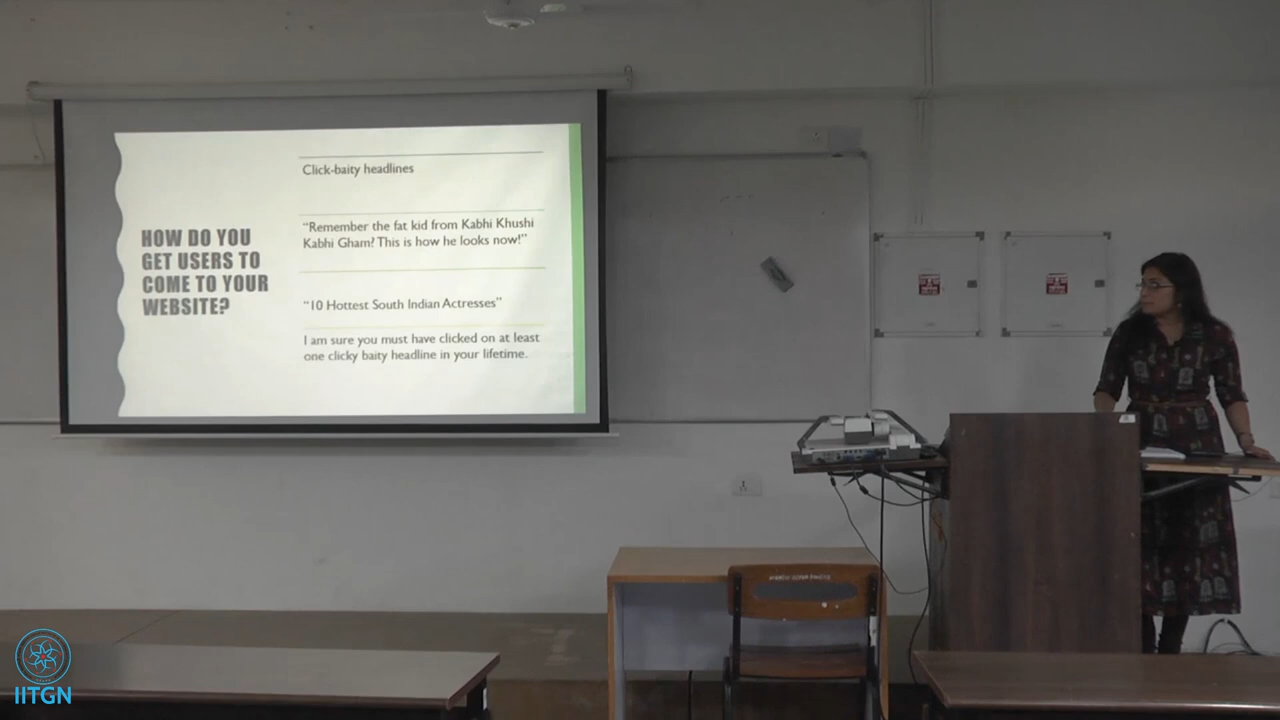 HOW DO YOU
GET USERS TO
COME TO YOUR
WEBSITE?
Click-baity headlines
“Remember the fat kid from Kabhi Khushi
Kabhi Gham? This is how he looks now!”
“10 Hottest South Indian Actresses”
I am sure you must have clicked on at least
one clicky baity headline in your lifetime.
IITGN